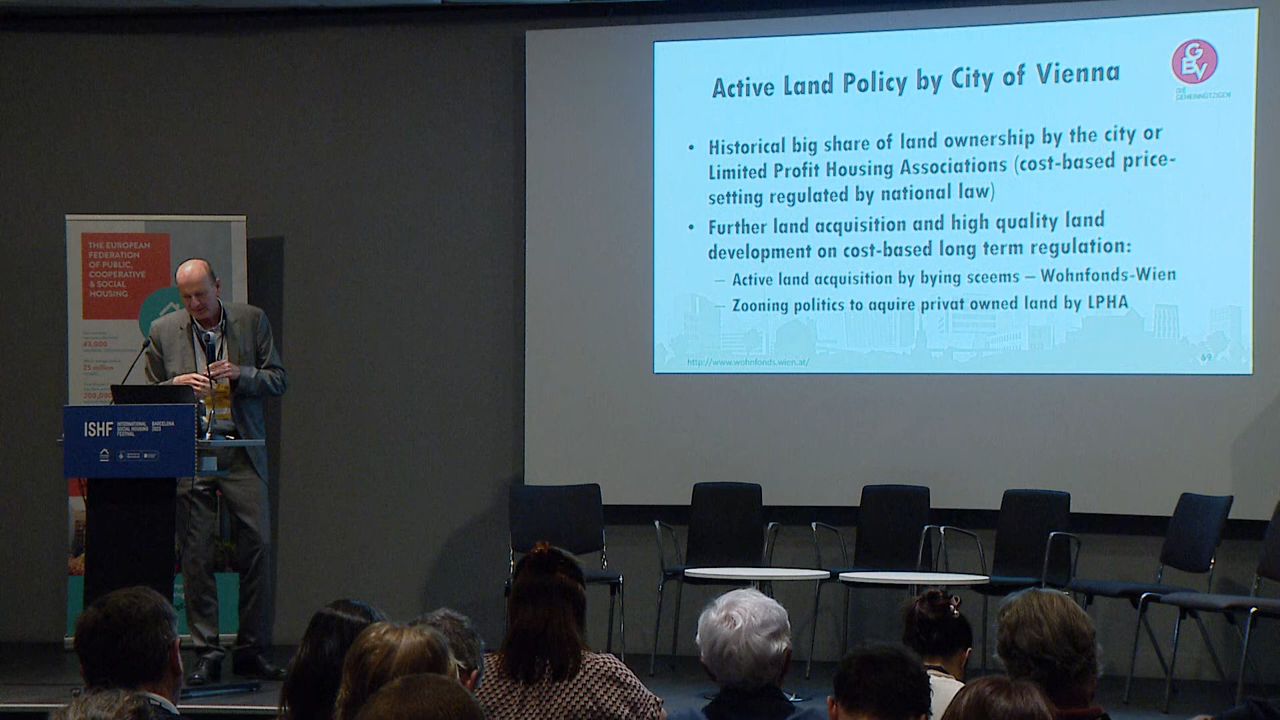 Active Land Policy by City of Vienna
GBV
DIE
GEMEINNÜTZIGEN
• Historical big share of land ownership by the city or
Limited Profit Housing Associations (cost-based price-
setting regulated by national law)
• Further land acquisition and high quality land
development on cost-based long term regulation:
– Active land acquisition by bying sceems – Wohnfonds-Wien
– Zooning politics to aquire privat owned land by LPHA
http://www.wohnfonds.wien.at/
69
THE EUROPEAN
FEDERATION
OF PUBLIC,
COOPERATIVE
& SOCIAL
HOUSING
43,000
25 million
200,000
ISHF
INTERNATIONAL
SOCIAL HOUSING
FESTIVAL
BARCELONA
2023